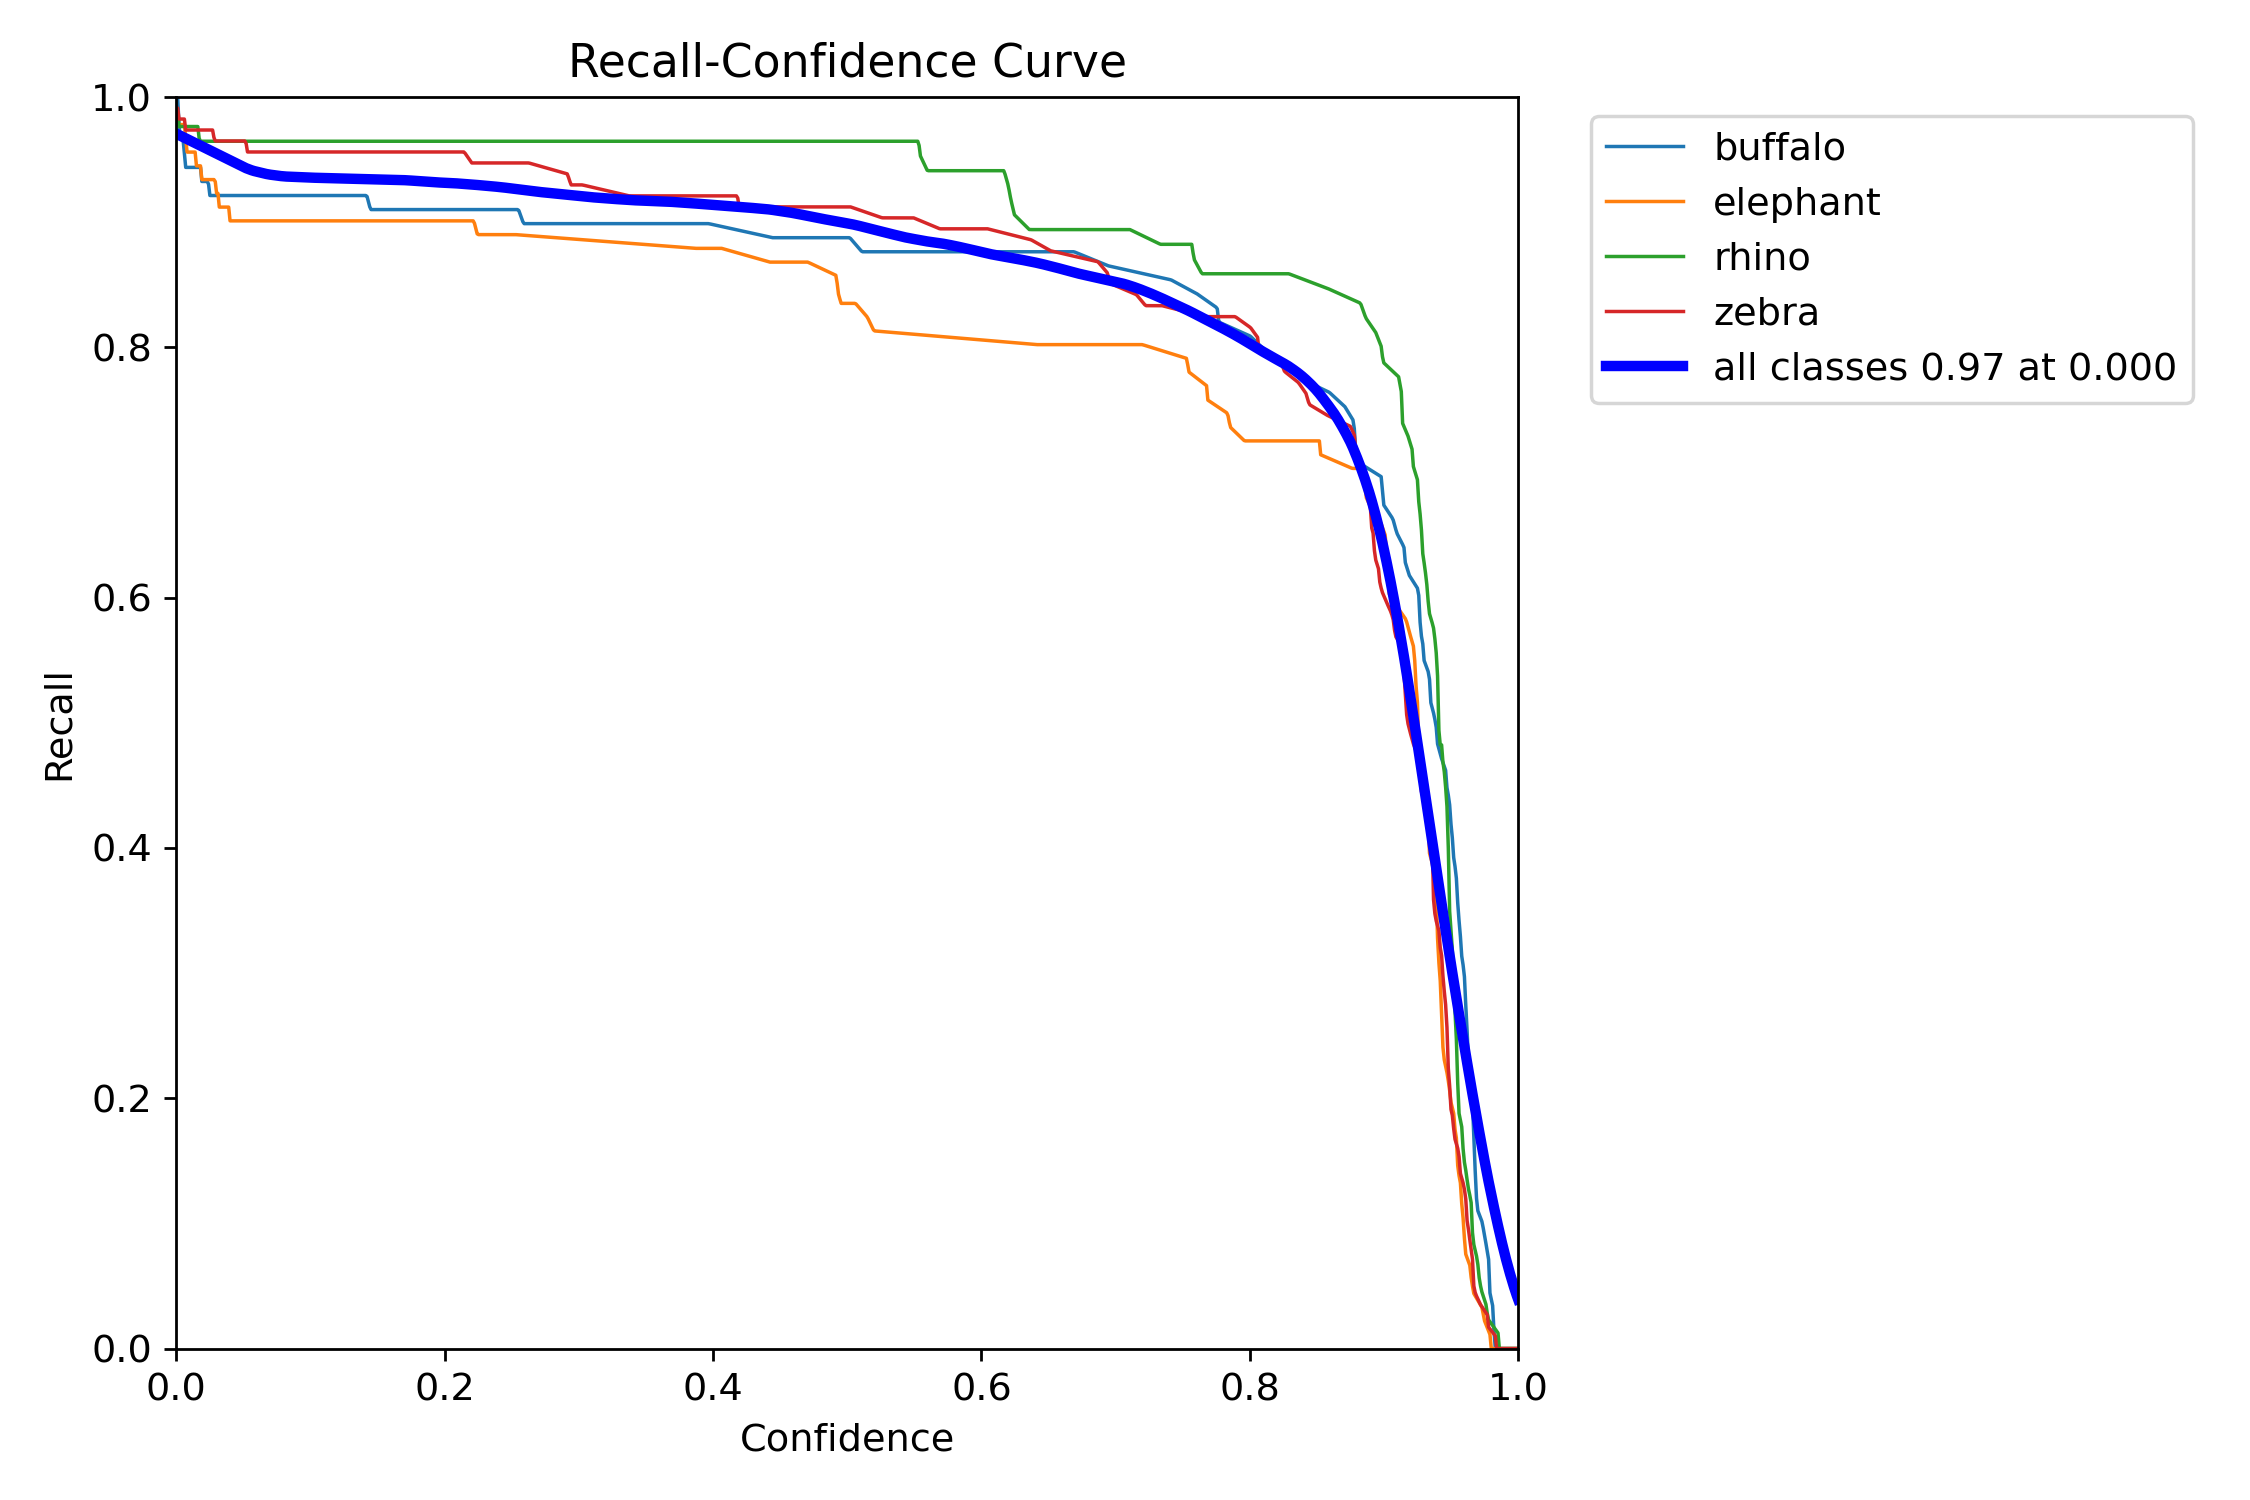 Recall-Confidence Curve
1.0
0.8
0.6
0.4
0.2
0.0
Recall
0.0 0.2 0.4 0.6 0.8 1.0
Confidence
buffalo
elephant
rhino
zebra
all classes 0.97 at 0.000